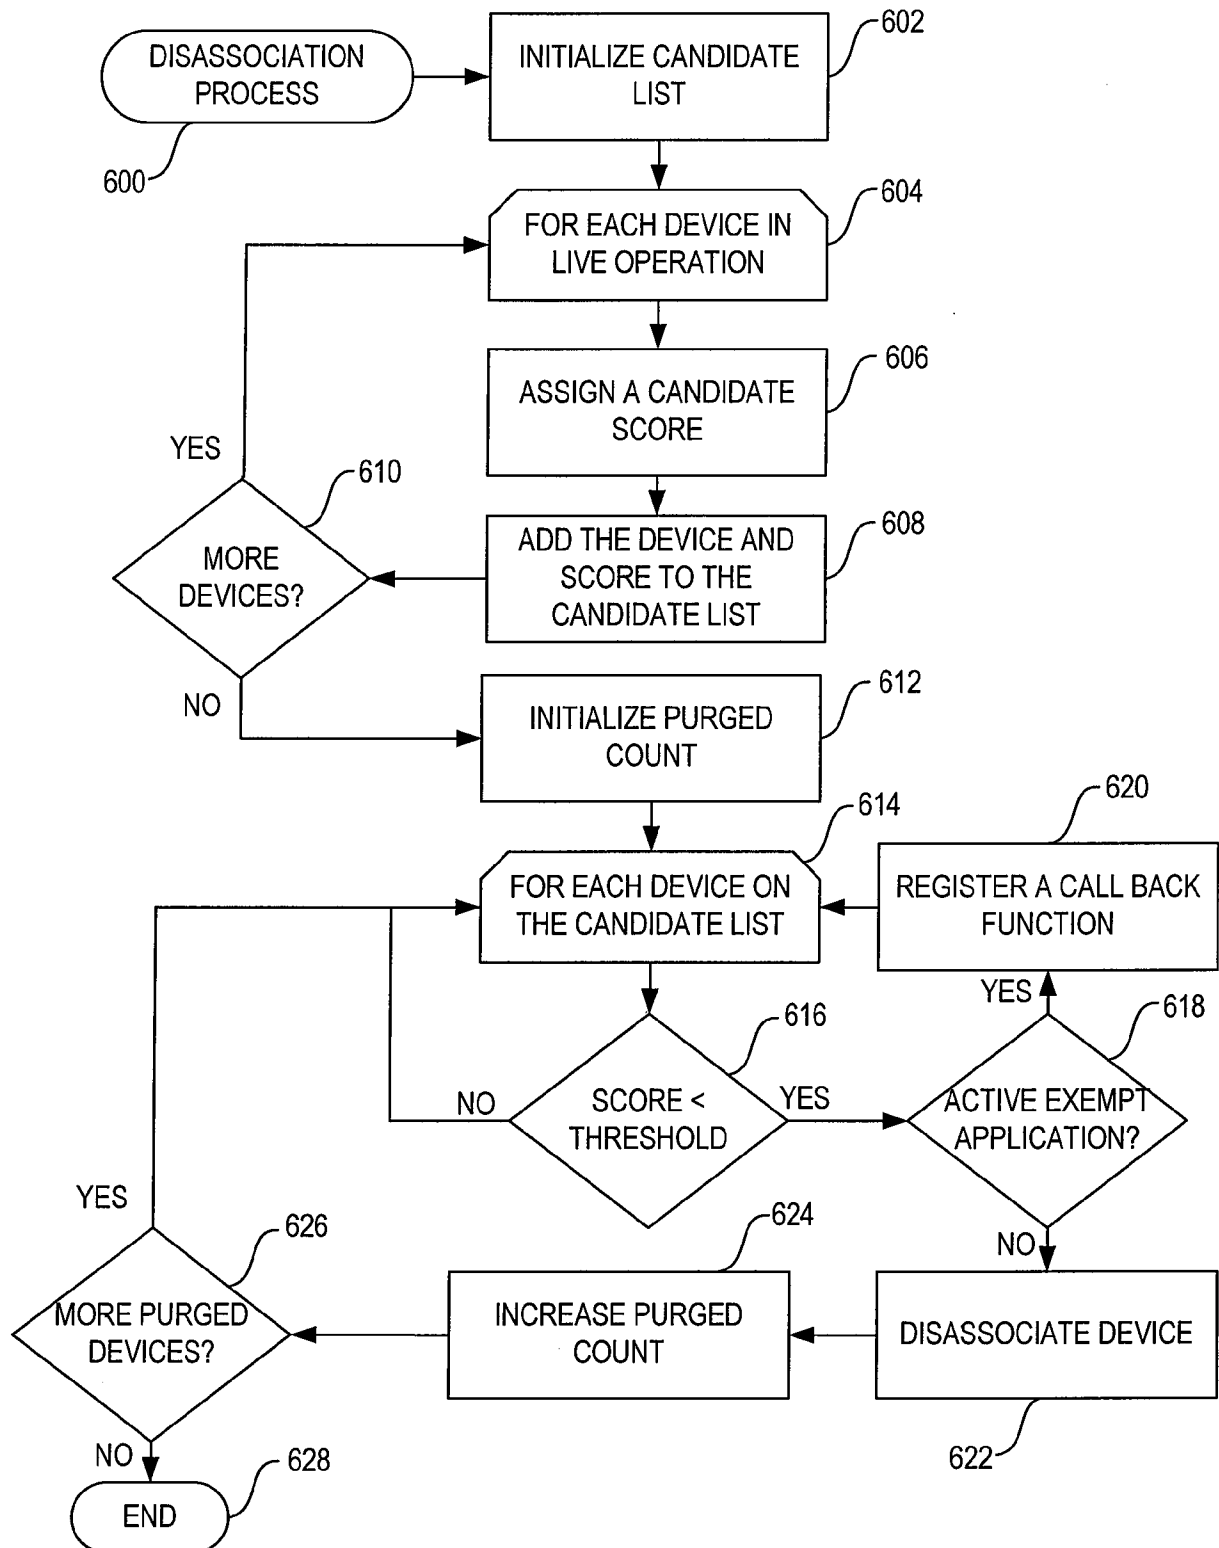 DISASSOCIATION
PROCESS
600
INITIALIZE CANDIDATE
LIST
602
FOR EACH DEVICE IN
LIVE OPERATION
604
ASSIGN A CANDIDATE
SCORE
606
YES
610
MORE
DEVICES?
ADD THE DEVICE AND
SCORE TO THE
CANDIDATE LIST
608
NO
INITIALIZE PURGED
COUNT
612
614
620
FOR EACH DEVICE ON
THE CANDIDATE LIST
REGISTER A CALL BACK
FUNCTION
YES
616
618
NO
SCORE <
THRESHOLD
YES
ACTIVE EXEMPT
APPLICATION?
YES
626
624
NO
MORE PURGED
DEVICES?
INCREASE PURGED
COUNT
DISASSOCIATE DEVICE
622
NO
628
END